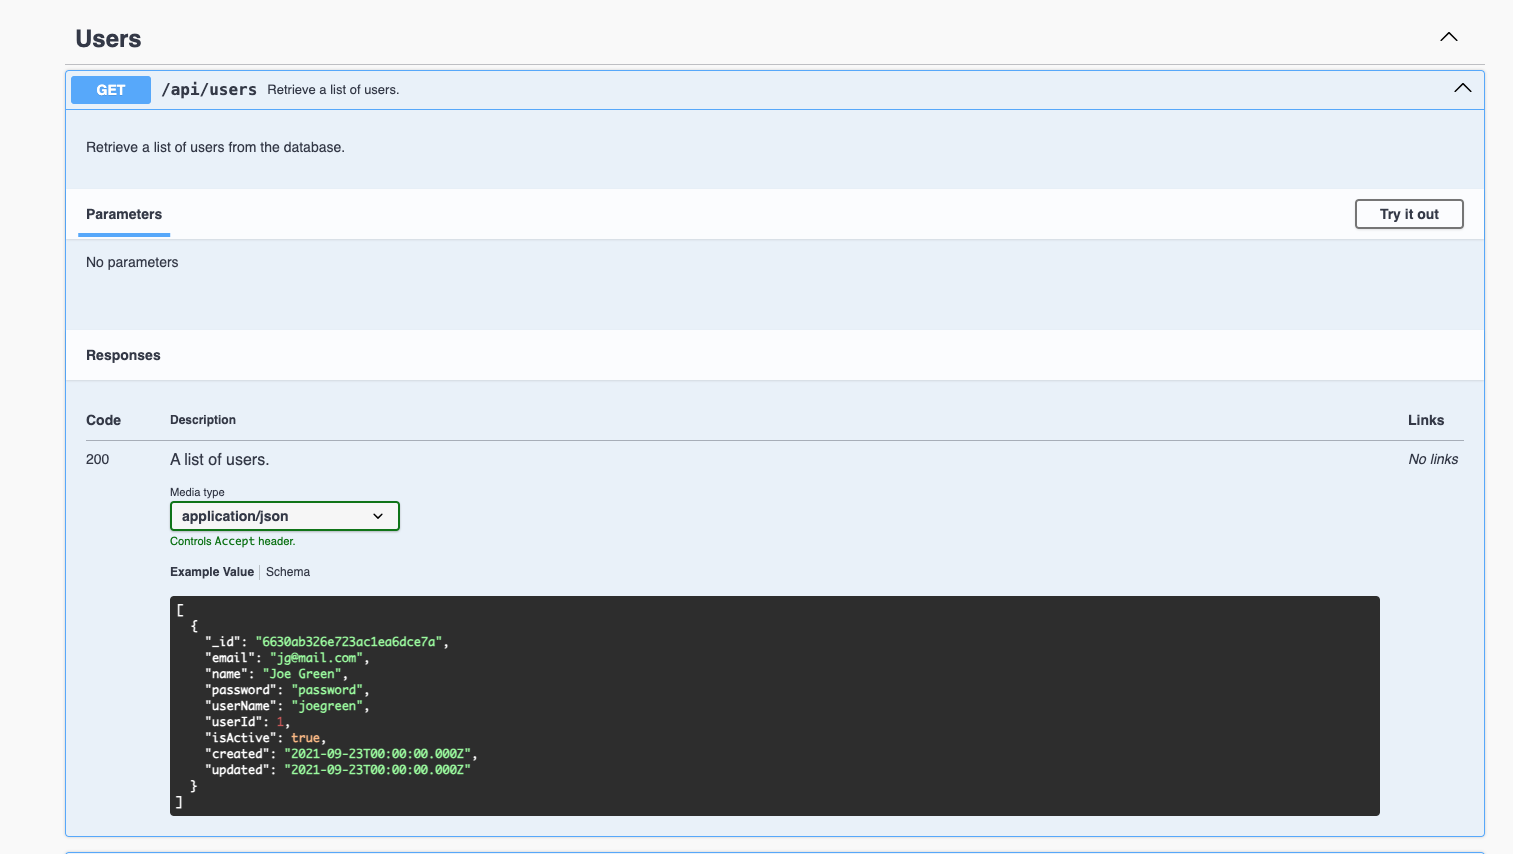 Users
GET /api/users Retrieve a list of users.
Retrieve a list of users from the database.
Parameters Try it out
No parameters
Responses
Code Description Links
200 A list of users. No links
Media type
application/json
Controls Accept header.
Example Value Schema
[
{
"_id": "6630ab326e723ac1ea6dce7a",
"email": "jg@mail.com",
"name": "Joe Green",
"password": "password",
"userName": "joegreen",
"userId": 1,
"isActive": true,
"created": "2021-09-23T00:00:00.000Z",
"updated": "2021-09-23T00:00:00.000Z"
}
]